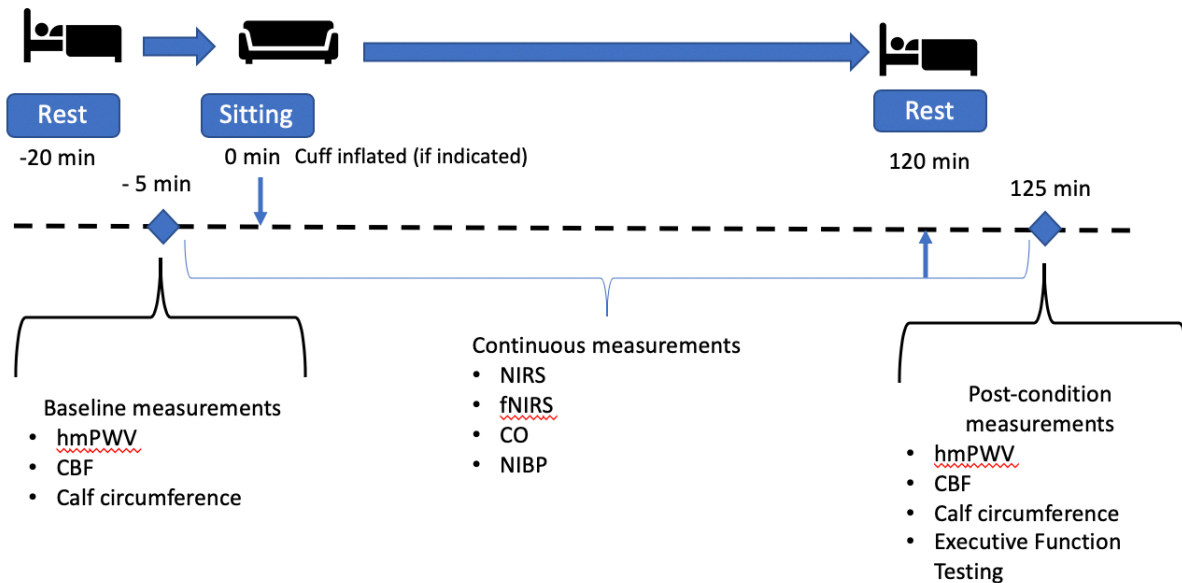 Rest
Sitting
Rest
-20 min
0 min
Cuff inflated (if indicated)
120 min
- 5 min
125 min
Baseline measurements
• hmPWV
• CBF
• Calf circumference
Continuous measurements
• NIRS
• fNIRS
• CO
• NIBP
Post-condition
measurements
• hmPWV
• CBF
• Calf circumference
• Executive Function
Testing